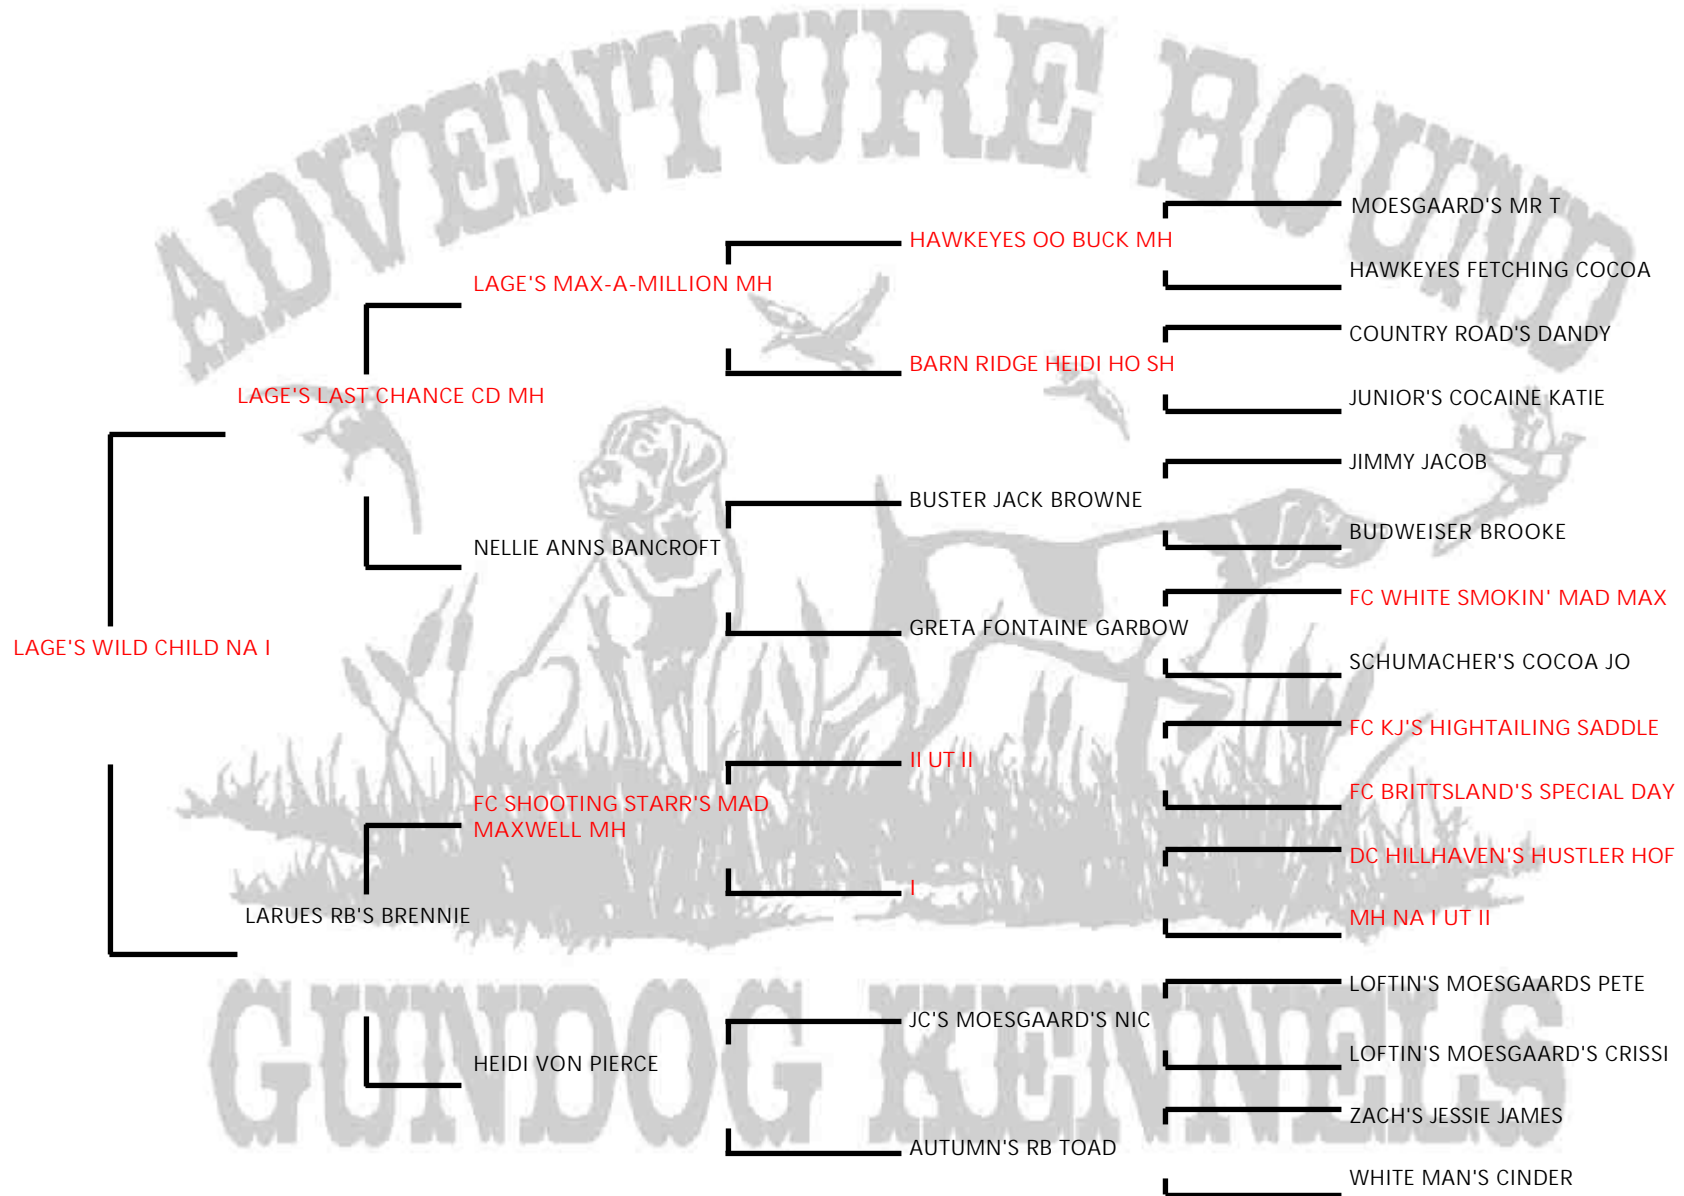 ADVENTURE BOUND
MOESGAARD'S MR T
HAWKEYES OO BUCK MH
HAWKEYES FETCHING COCOA
LAGE'S MAX-A-MILLION MH
COUNTRY ROAD'S DANDY
BARN RIDGE HEIDI HO SH
LAGE'S LAST CHANCE CD MH
JUNIOR'S COCAINE KATIE
JIMMY JACOB
BUSTER JACK BROWNE
BUDWEISER BROOKE
NELLIE ANNS BANCROFT
FC WHITE SMOKIN' MAD MAX
GRETA FONTAINE GARBOW
LAGE'S WILD CHILD NA I
SCHUMACHER'S COCOA JO
FC KJ'S HIGHTAILING SADDLE
II UT II
FC BRITTSLAND'S SPECIAL DAY
FC SHOOTING STARR'S MAD
MAXWELL MH
DC HILLHAVEN'S HUSTLER HOF
I
LARUES RB'S BRENNIE
MH NA I UT II
LOFTIN'S MOESGAARDS PETE
JC'S MOESGAARD'S NIC
LOFTIN'S MOESGAARD'S CRISSI
HEIDI VON PIERCE
GUNDOG KENNELS
ZACH'S JESSIE JAMES
AUTUMN'S RB TOAD
WHITE MAN'S CINDER